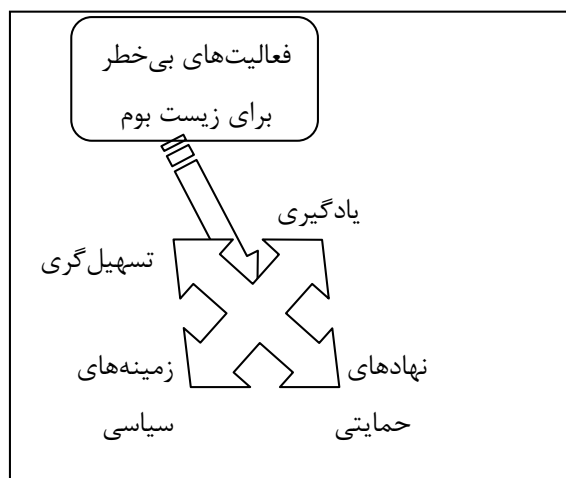 فعالیت‌های بی‌خطر
برای زیست بوم
یادگیری
تسهیل‌گری
نهادهای
حمایتی
زمینه‌های
سیاسی